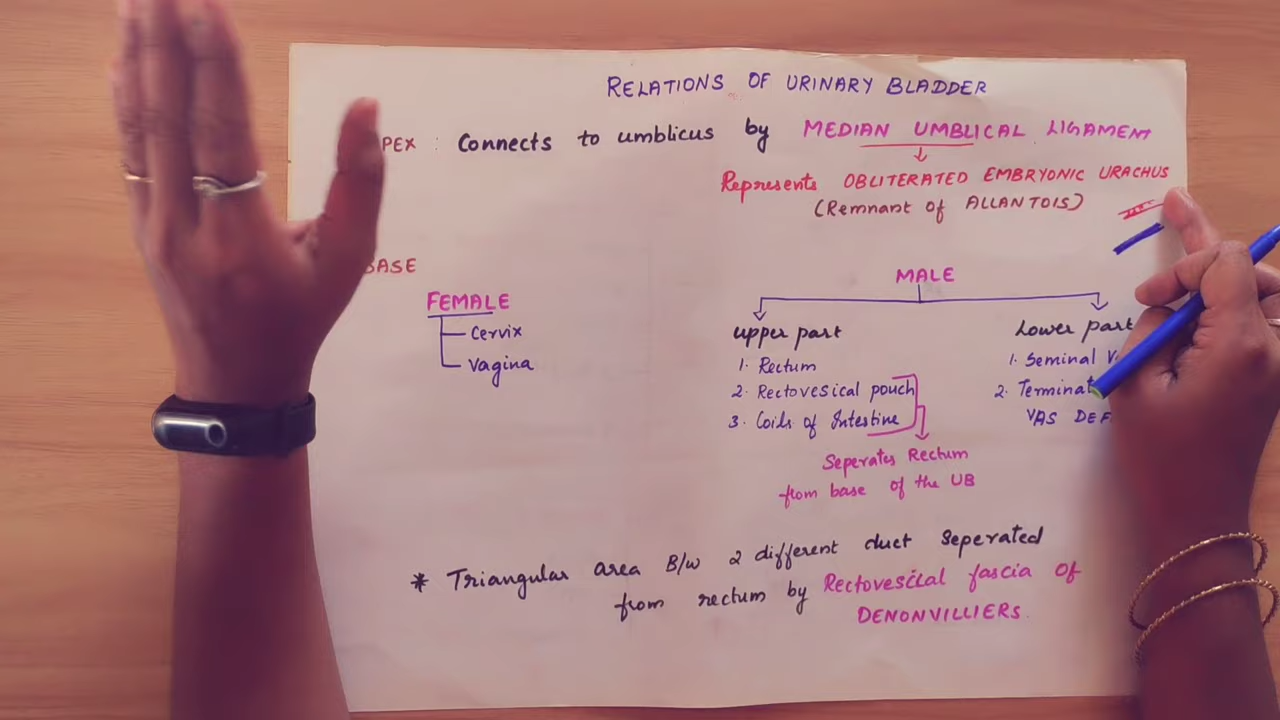 RELATIONS OF URINARY BLADDER
PEX : Connects to umblicus by MEDIAN UMBLICAL LIGAMENT
Represents OBLITERATED EMBRYONIC URACHUS
(Remnant of ALLANTOIS)
BASE
FEMALE
Cervix
Vagina
MALE
upper part
1. Rectum
2. Rectovesical pouch
3. Coils of Intestine
Seperates Rectum
from base of the UB
Lower part
1. Seminal V
2. Terminat
VAS DEF
* Triangular area B/w 2 different duct seperated
from rectum by Rectovesical fascia of
DENONVILLIERS.